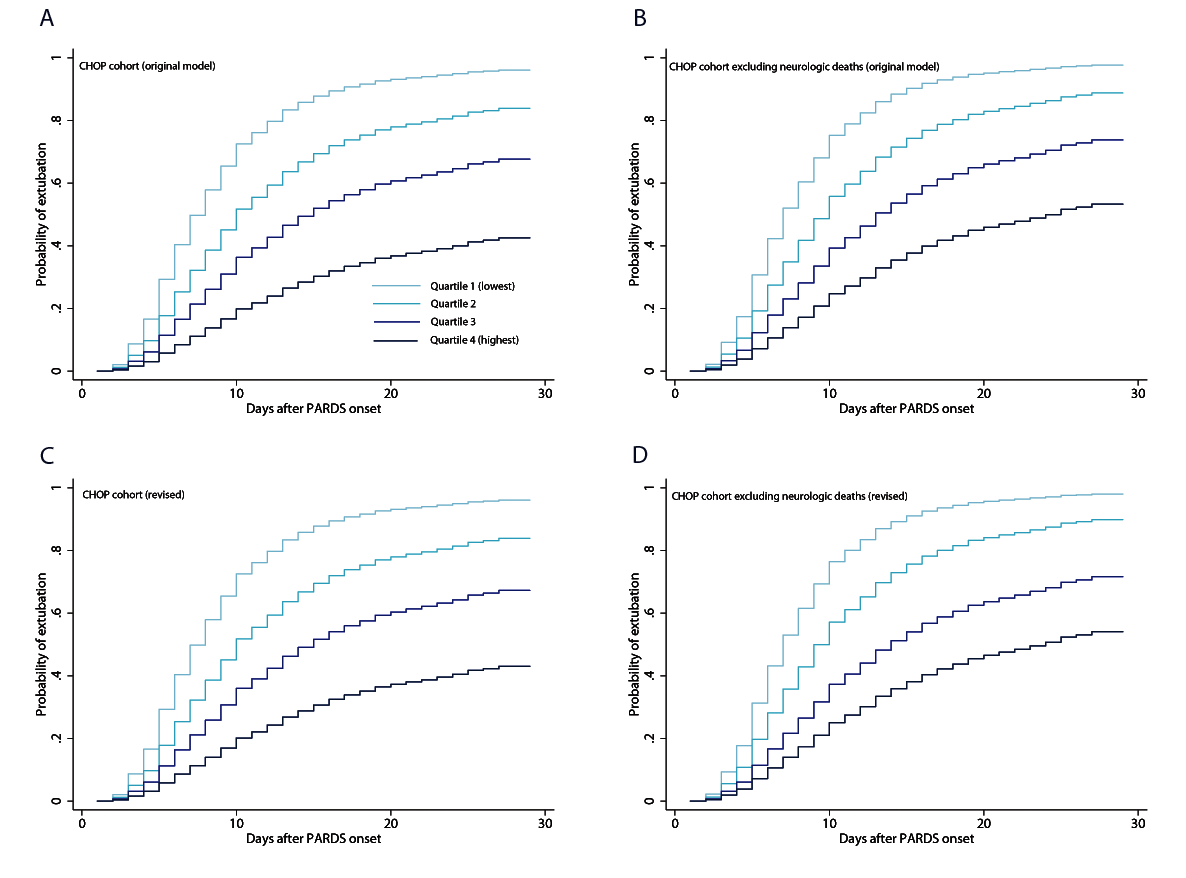 A
CHOP cohort (original model)
Probability of extubation
1
.8
.6
.4
.2
0
Quartile 1 (lowest)
Quartile 2
Quartile 3
Quartile 4 (highest)
0 10 20 30
Days after PARDS onset
B
CHOP cohort excluding neurologic deaths (original model)
Probability of extubation
1
.8
.6
.4
.2
0
0 10 20 30
Days after PARDS onset
C
CHOP cohort (revised)
Probability of extubation
1
.8
.6
.4
.2
0
0 10 20 30
Days after PARDS onset
D
CHOP cohort excluding neurologic deaths (revised)
Probability of extubation
1
.8
.6
.4
.2
0
0 10 20 30
Days after PARDS onset